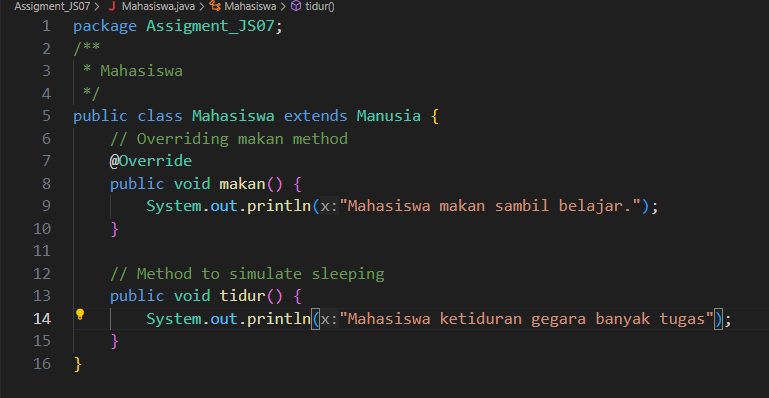 Assigment_JS07 > J Mahasiswa.java > Mahasiswa > tidur()
1 package Assigment_JS07;
2 /**
3  * Mahasiswa
4  */
5 public class Mahasiswa extends Manusia {
6     // Overriding makan method
7     @Override
8     public void makan() {
9         System.out.println(x:"Mahasiswa makan sambil belajar.");
10     }
11
12     // Method to simulate sleeping
13     public void tidur() {
14         System.out.println(x:"Mahasiswa ketiduran gegara banyak tugas");
15     }
16 }